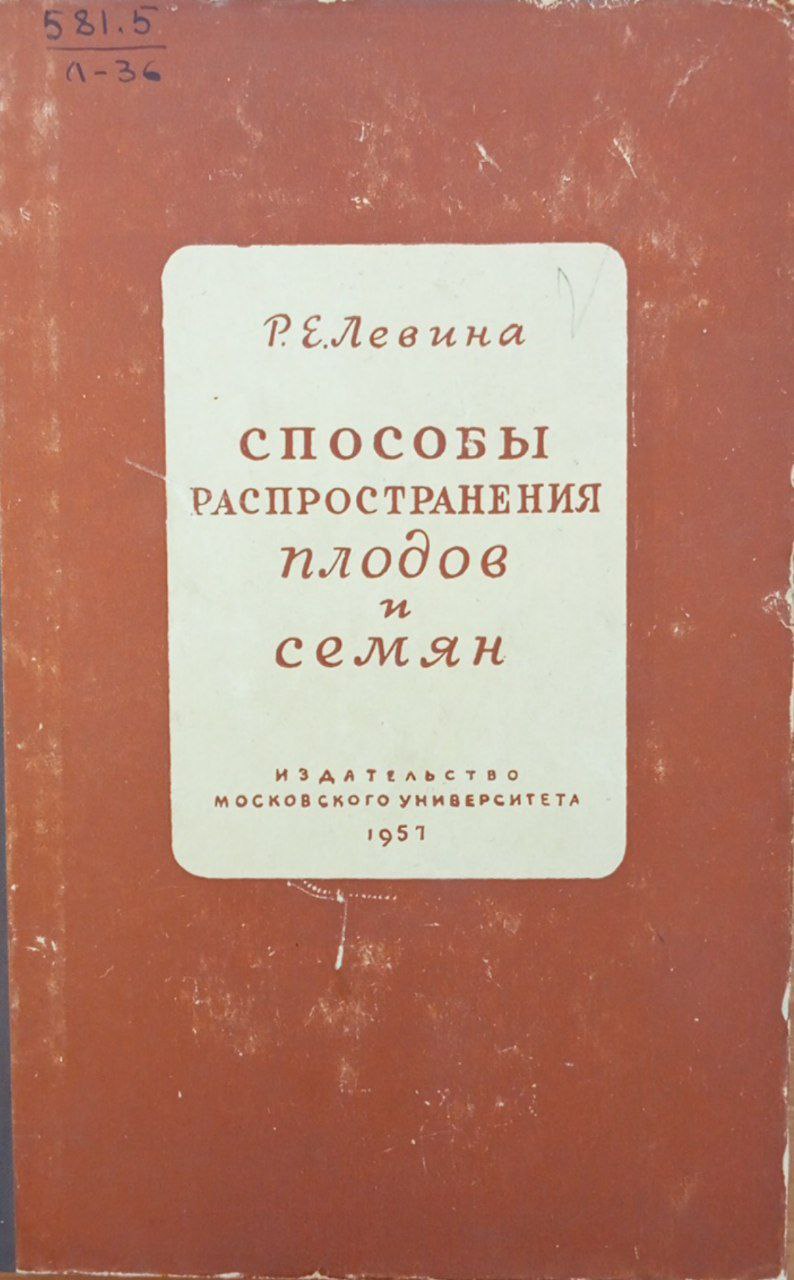 581.5
Л-36
Р. Е. Левина
СПОСОБЫ
РАСПРОСТРАНЕНИЯ
плодов
и
семян
ИЗДАТЕЛЬСТВО
МОСКОВСКОГО УНИВЕРСИТЕТА
1957